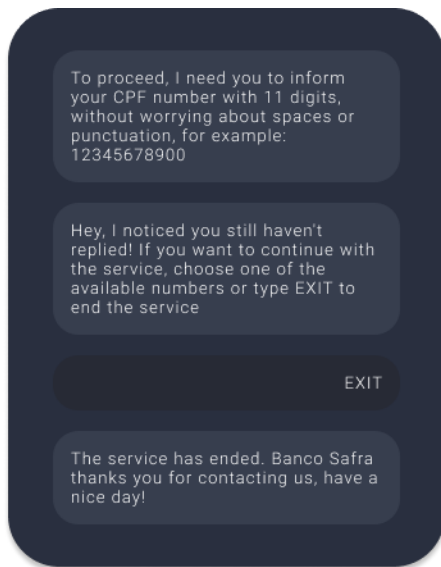 To proceed, I need you to inform
your CPF number with 11 digits,
without worrying about spaces or
punctuation, for example:
12345678900
Hey, I noticed you still haven't
replied! If you want to continue with
the service, choose one of the
available numbers or type EXIT to
end the service
EXIT
The service has ended. Banco Safra
thanks you for contacting us, have a
nice day!